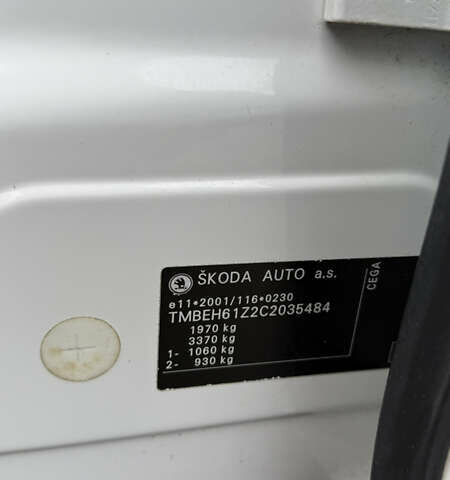 ŠKODA AUTO a.s.
e11*2001/116*0230
TMBEH61Z2C2035484
1970 kg
3370 kg
1- 1060 kg
2- 930 kg
CEGA